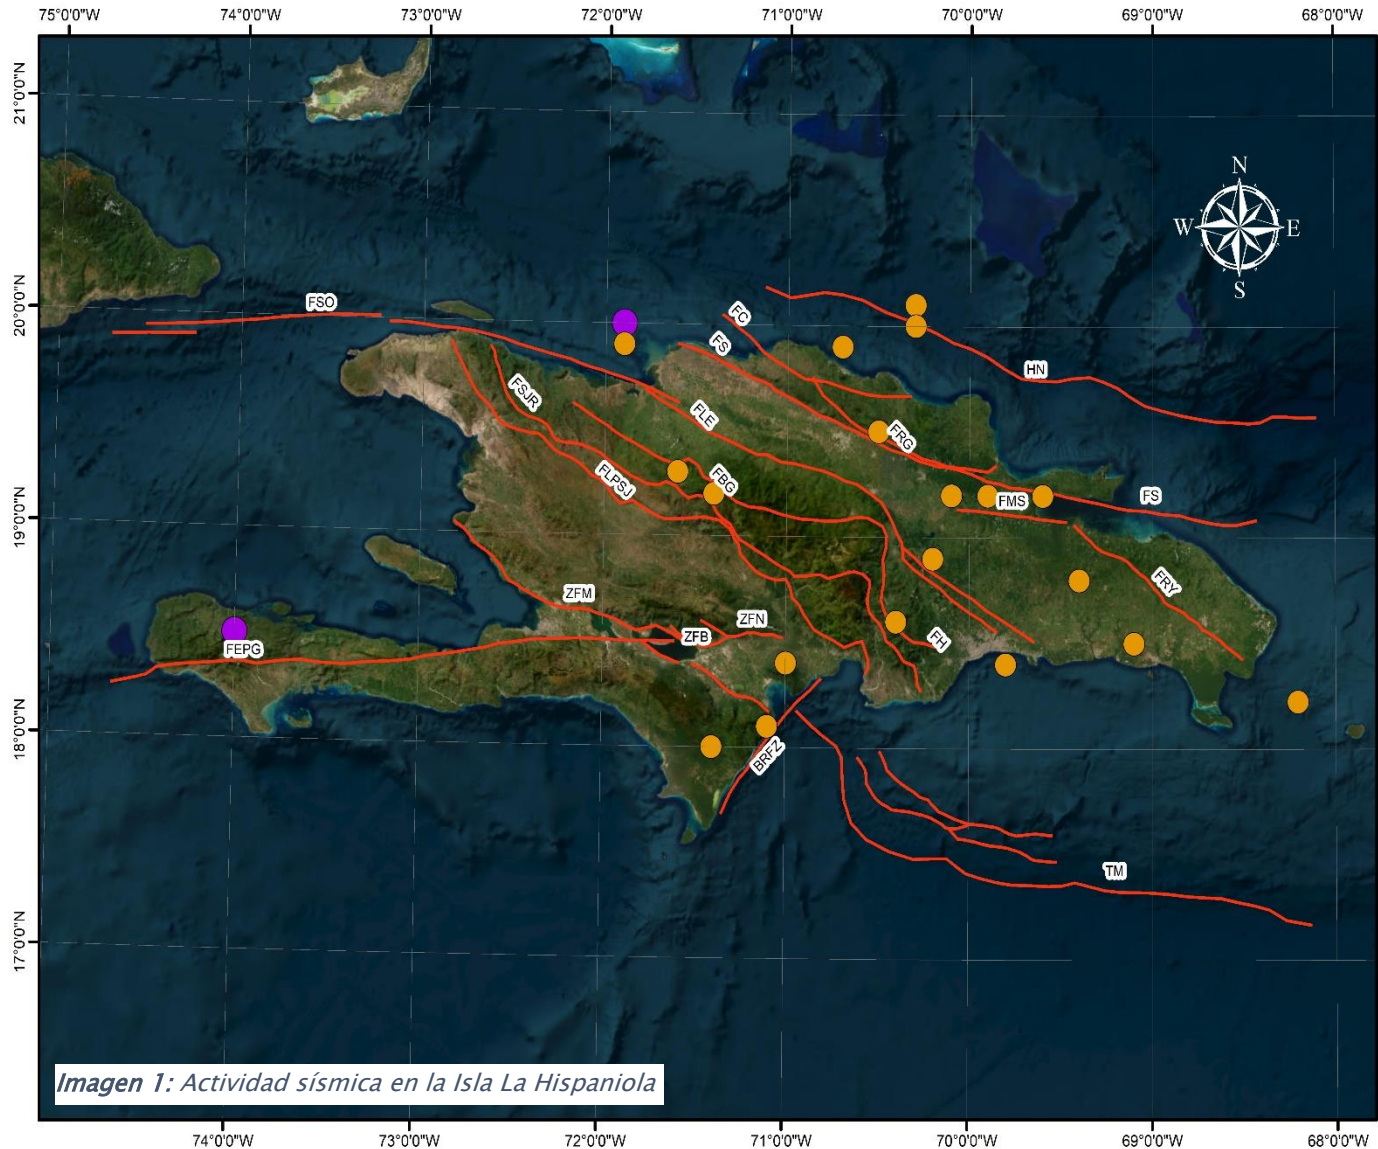 75°0'0"W 74°0'0"W 73°0'0"W 72°0'0"W 71°0'0"W 70°0'0"W 69°0'0"W 68°0'0"W
21°0'0"N
N
W E
S
20°0'0"N
FSO
FC
FS
HN
FSJR
FLE
FRG
FLPSJ
FBG
FMS
FS
19°0'0"N
FRY
ZFM
ZFN
ZFB
FH
FEPG
18°0'0"N
BRFZ
TM
17°0'0"N
Imagen 1: Actividad sísmica en la Isla La Hispaniola
74°0'0"W 73°0'0"W 72°0'0"W 71°0'0"W 70°0'0"W 69°0'0"W 68°0'0"W